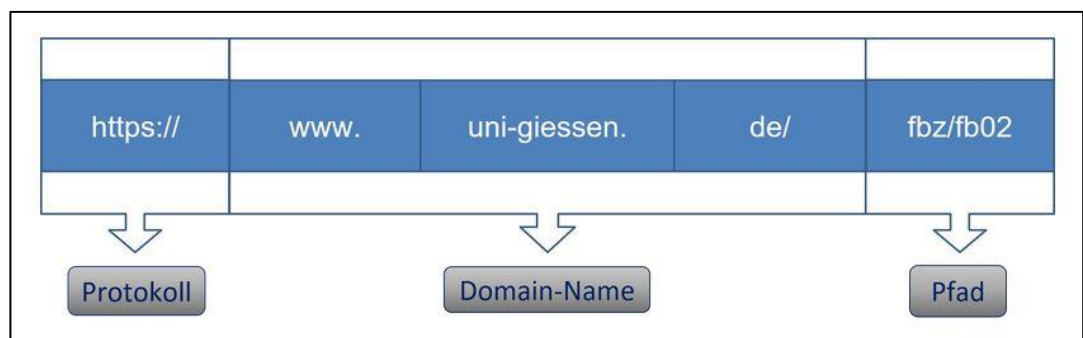 https:// www. uni-giessen. de/ fbz/fb02
Protokoll Domain-Name Pfad